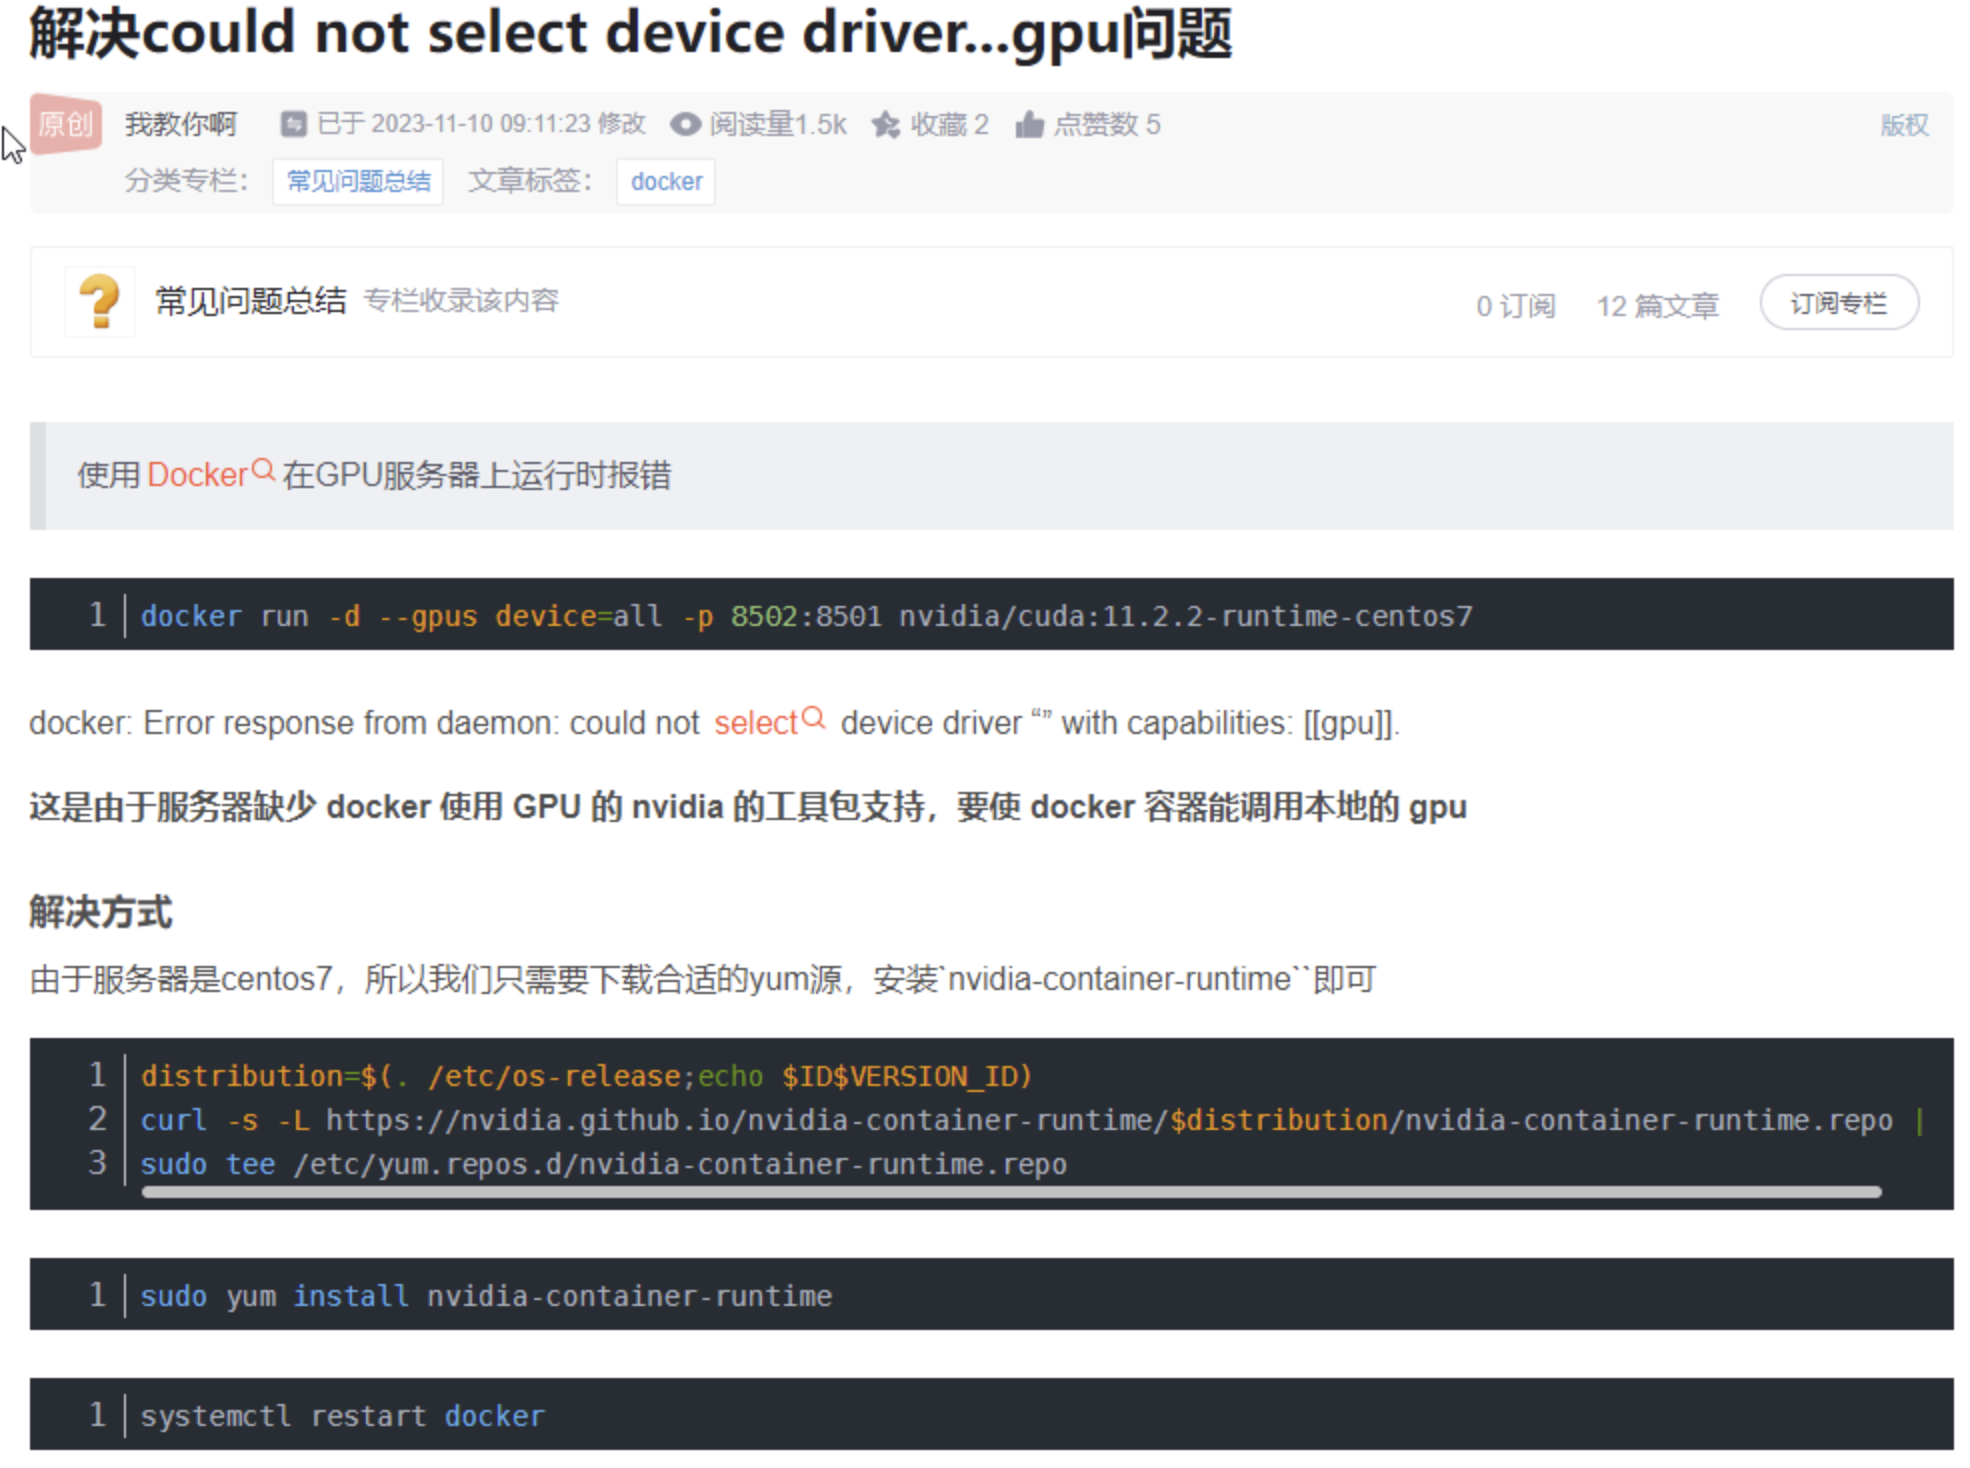 解决could not select device driver...gpu问题
原创 我教你啊 已于 2023-11-10 09:11:23 修改 阅读量1.5k 收藏 2 点赞数 5 版权
分类专栏： 常见问题总结 文章标签： docker
常见问题总结 专栏收录该内容 0 订阅 12 篇文章 订阅专栏
使用 Docker 在GPU服务器上运行时报错
1 docker run -d --gpus device=all -p 8502:8501 nvidia/cuda:11.2.2-runtime-centos7
docker: Error response from daemon: could not select device driver “” with capabilities: [[gpu]].
这是由于服务器缺少 docker 使用 GPU 的 nvidia 的工具包支持，要使 docker 容器能调用本地的 gpu
解决方式
由于服务器是centos7，所以我们只需要下载合适的yum源，安装`nvidia-container-runtime``即可
1 distribution=$(. /etc/os-release;echo $ID$VERSION_ID)
2 curl -s -L https://nvidia.github.io/nvidia-container-runtime/$distribution/nvidia-container-runtime.repo |
3 sudo tee /etc/yum.repos.d/nvidia-container-runtime.repo
1 sudo yum install nvidia-container-runtime
1 systemctl restart docker